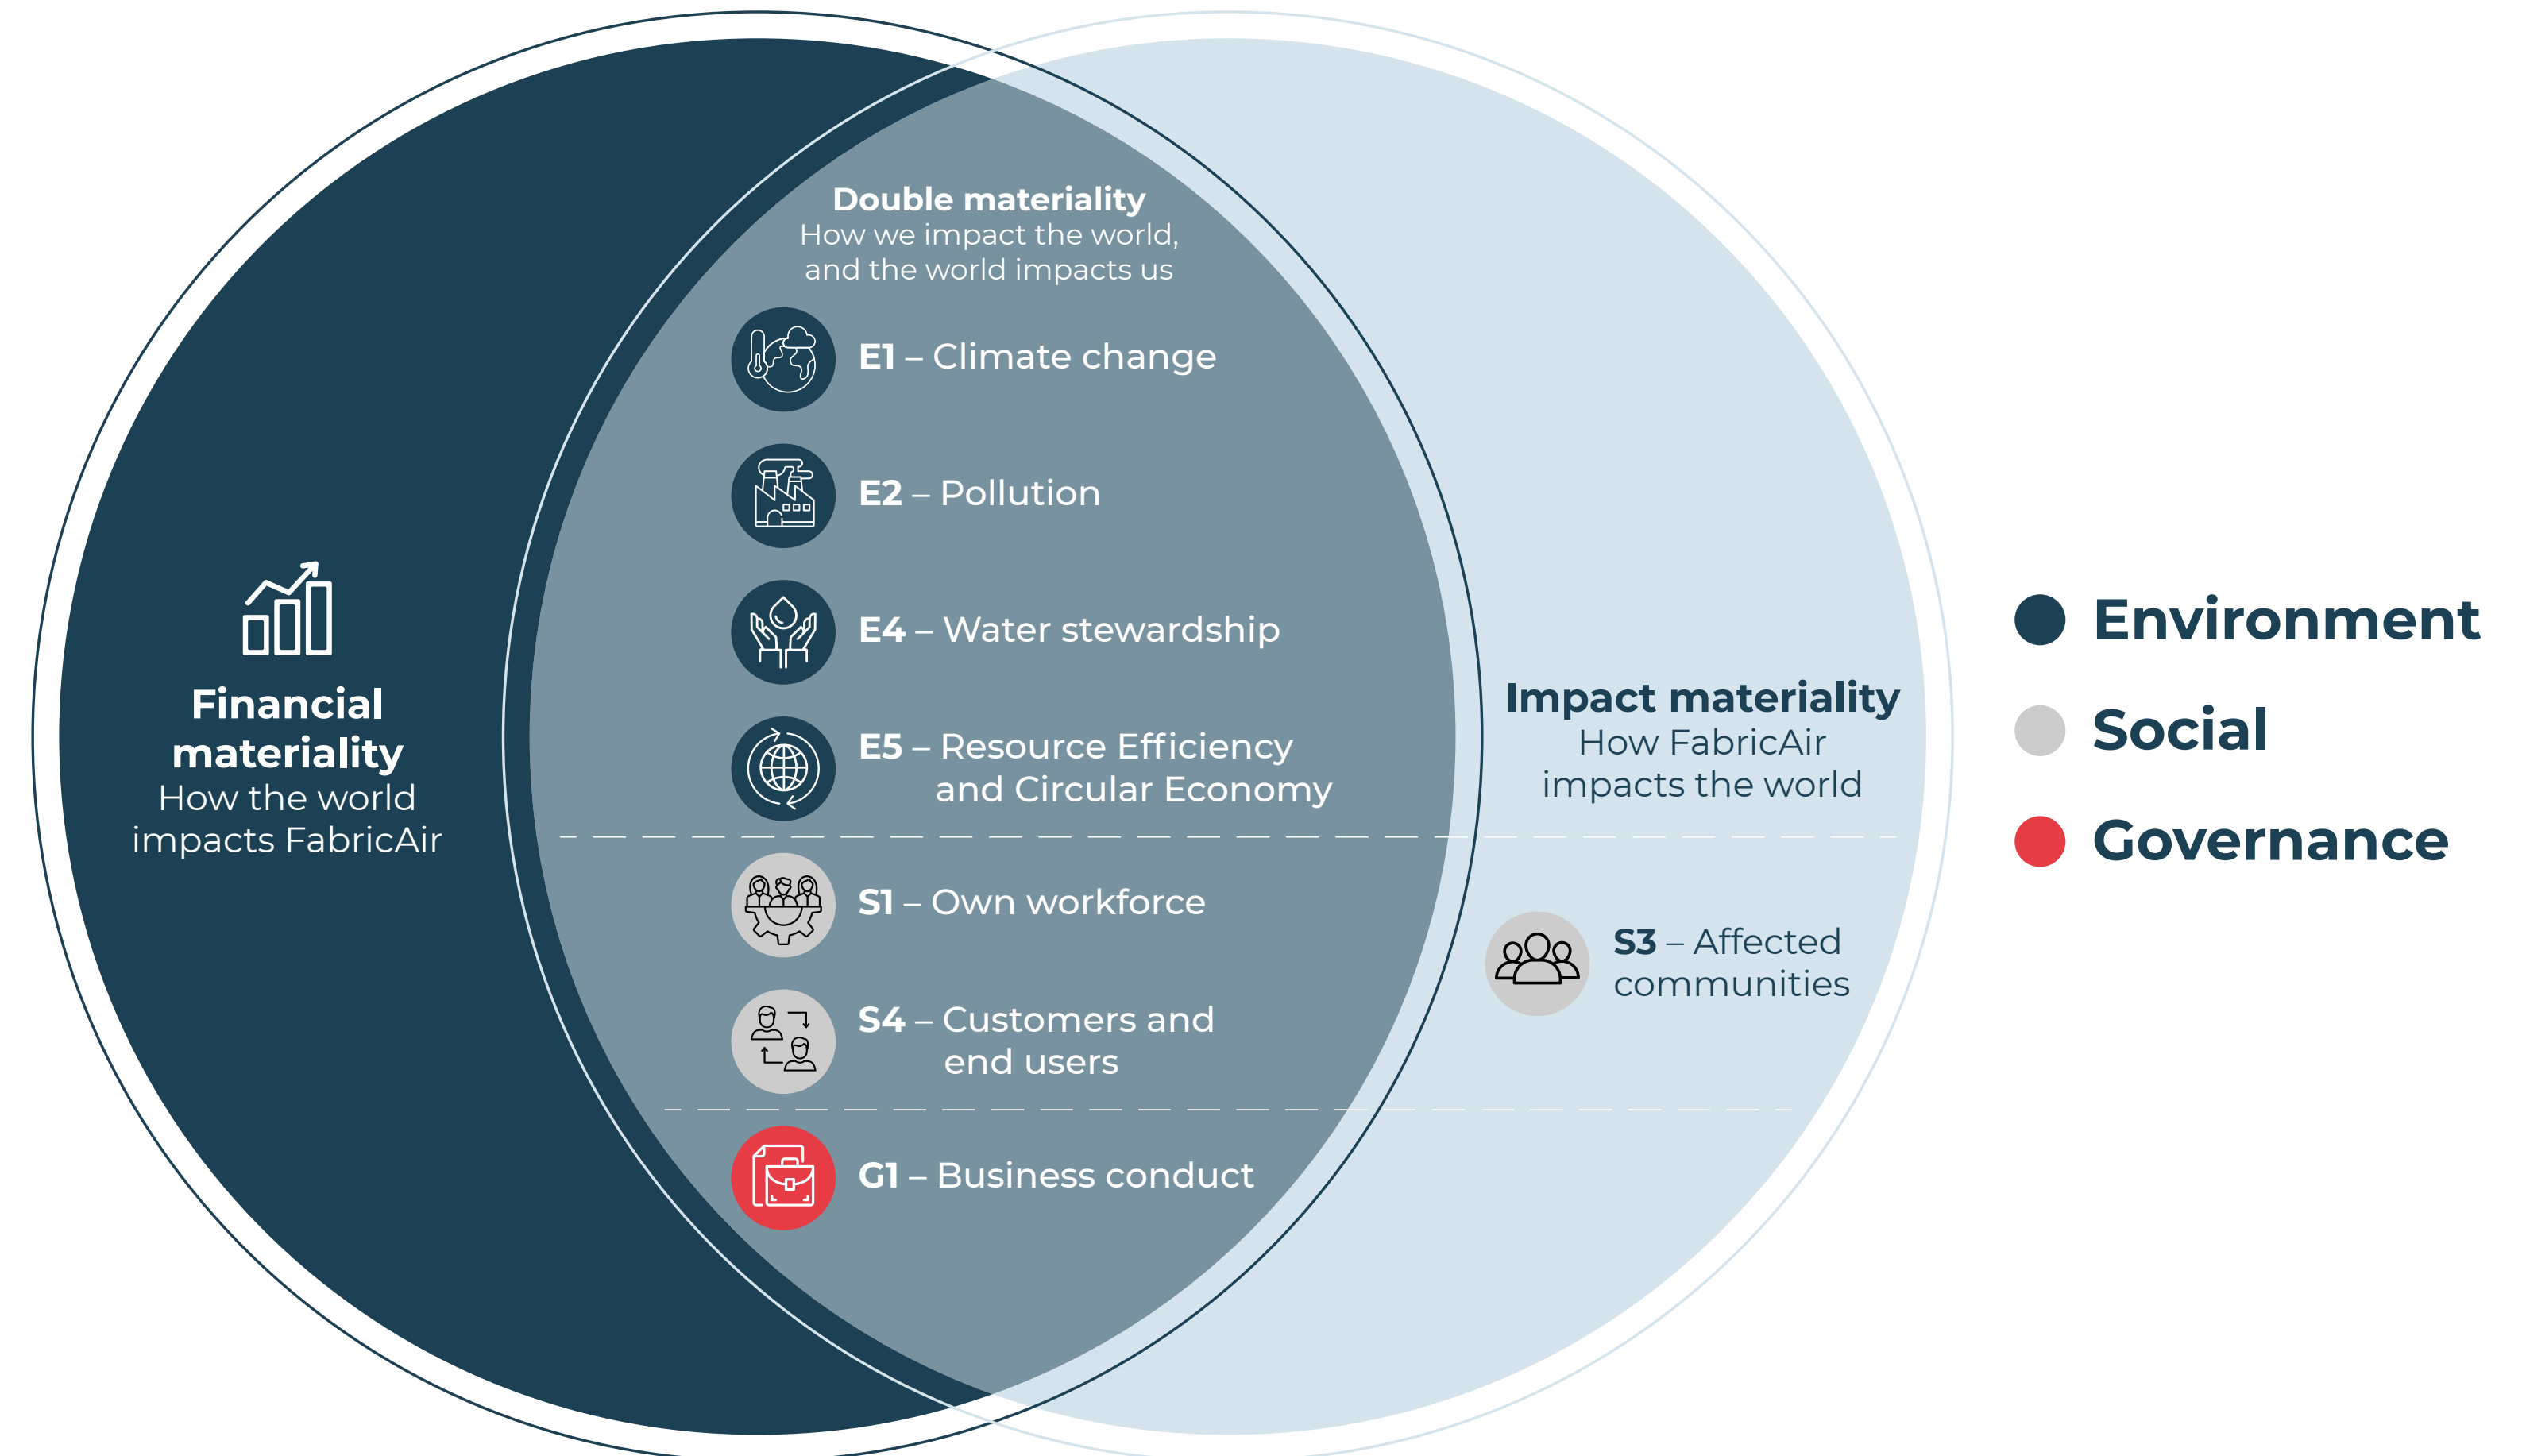 Financial
materiality
How the world
impacts FabricAir
Double materiality
How we impact the world,
and the world impacts us
E1 – Climate change
E2 – Pollution
E4 – Water stewardship
E5 – Resource Efficiency
and Circular Economy
S1 – Own workforce
S4 – Customers and
end users
G1 – Business conduct
Impact materiality
How FabricAir
impacts the world
S3 – Affected
communities
Environment
Social
Governance